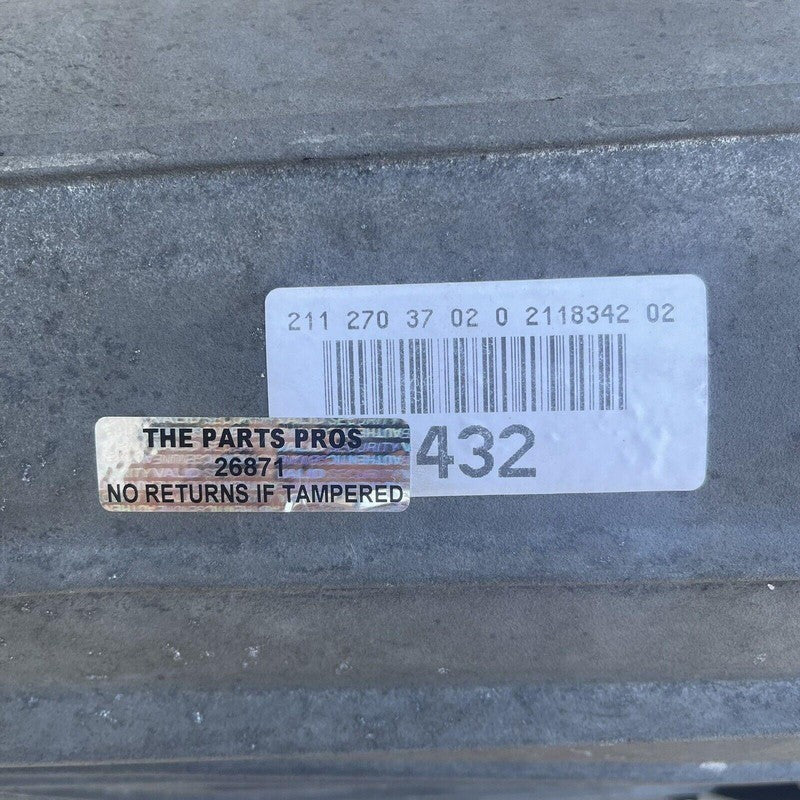 211 270 37 02 0 2118342 02
432
THE PARTS PROS
26871
NO RETURNS IF TAMPERED